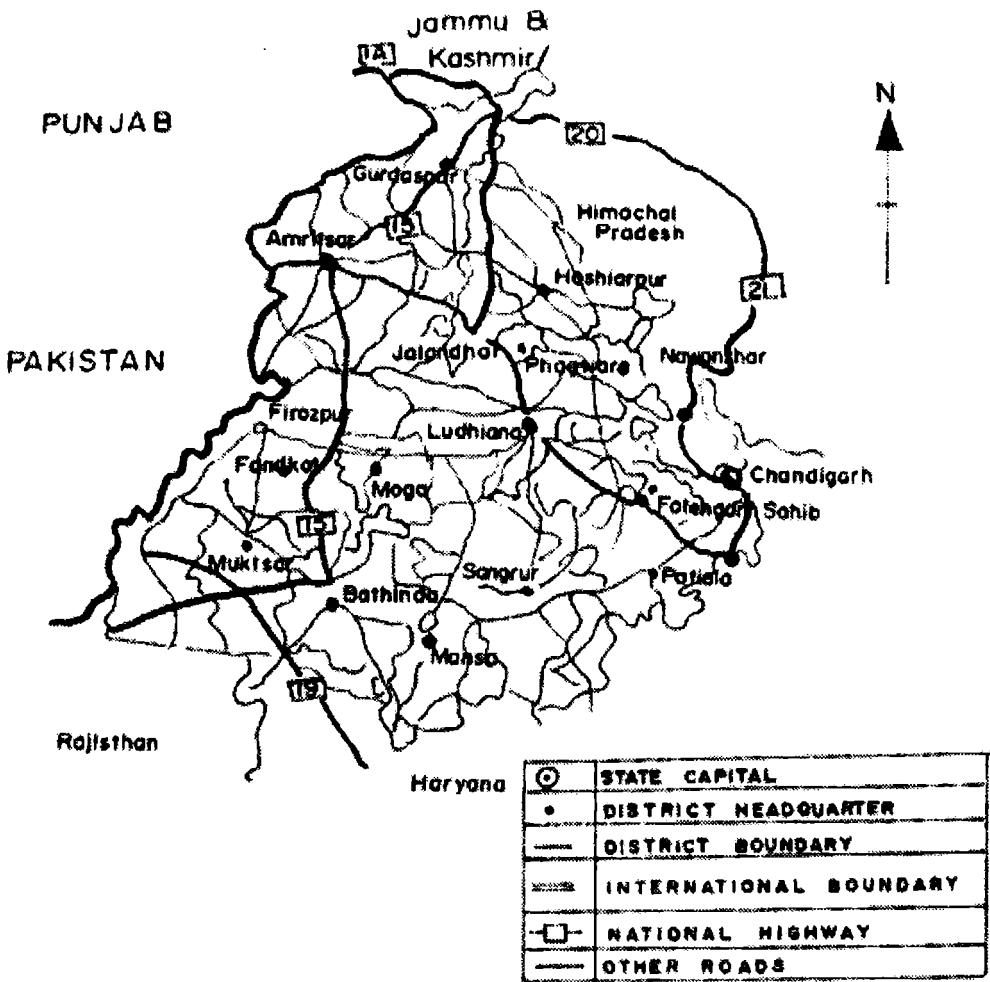 Jammu &
Kashmir
1A
PUNJAB
N
20
Gurdaspur
Himachal
Pradesh
15
Amritsar
Hoshiarpur
21
PAKISTAN
Jalandhar
Phagwara
Nawanshar
Firozpur
Ludhiana
Faridkot
Moga
Chandigarh
Fatehgarh Sahib
15
Muktsar
Sangrur
Patiala
Bathinda
Mansa
19
Rajisthan
Haryana
STATE CAPITAL
DISTRICT HEADQUARTER
DISTRICT BOUNDARY
INTERNATIONAL BOUNDARY
NATIONAL HIGHWAY
OTHER ROADS